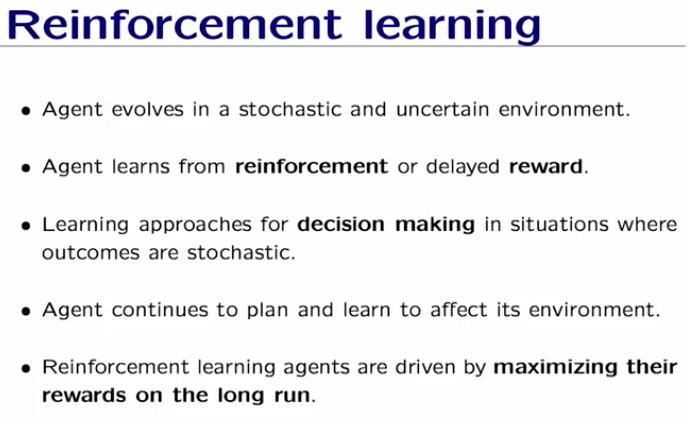 Reinforcement learning
• Agent evolves in a stochastic and uncertain environment.
• Agent learns from reinforcement or delayed reward.
• Learning approaches for decision making in situations where
outcomes are stochastic.
• Agent continues to plan and learn to affect its environment.
• Reinforcement learning agents are driven by maximizing their
rewards on the long run.